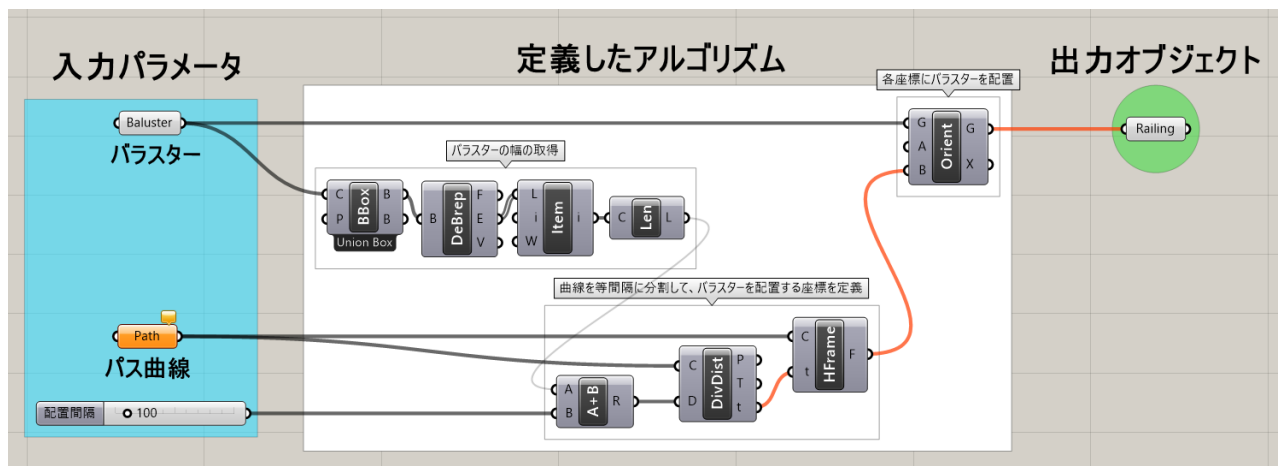 入力パラメータ
定義したアルゴリズム
出力オブジェクト
各座標にバラスターを配置
Baluster
バラスター
G
A
B
Orient
G
X
Railing
バラスターの幅の取得
C
P
BBox
B
B
Union Box
B
DeBrep
F
E
V
L
i
W
Item
i
C
Len
L
曲線を等間隔に分割して、バラスターを配置する座標を定義
Path
パス曲線
C
t
HFrame
F
C
D
DivDist
P
T
t
A
B
A+B
R
配置間隔
100